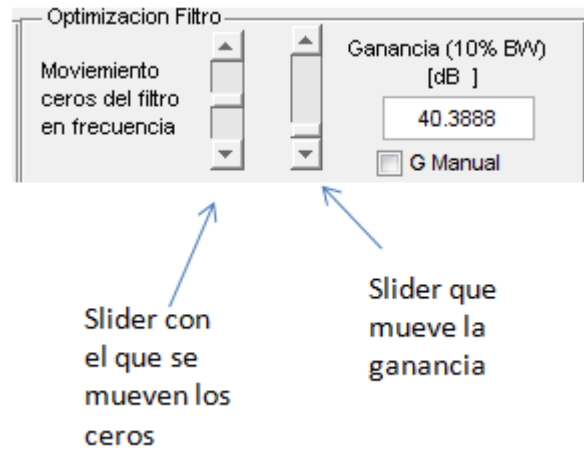 Optimizacion Filtro
Moviemiento
ceros del filtro
en frecuencia
Ganancia (10% BW)
[dB ]
40.3888
G Manual
Slider con
el que se
mueven los
ceros
Slider que
mueve la
ganancia